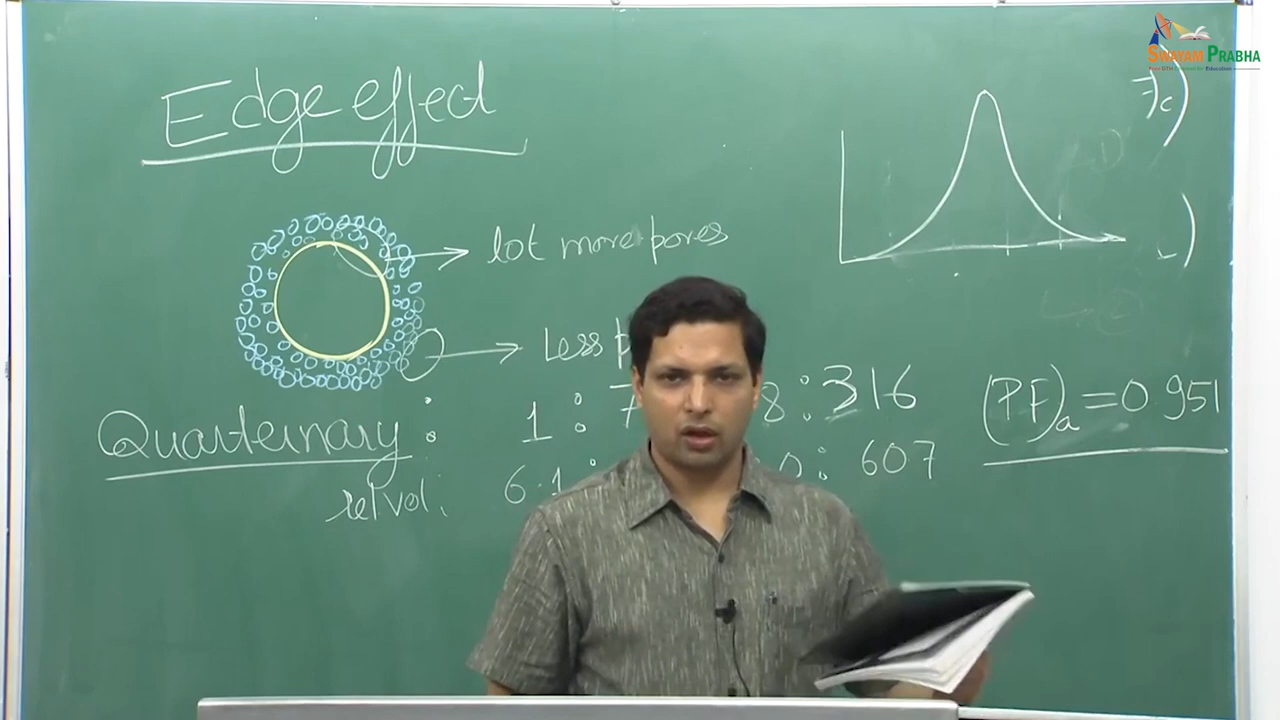 SWAYAM PRABHA
Edge effect
lot more pores
Less
Quarternary : 1 : 7 8 : 316
rel vol. 6.1 : 0 : 607
(PF)a = 0.951